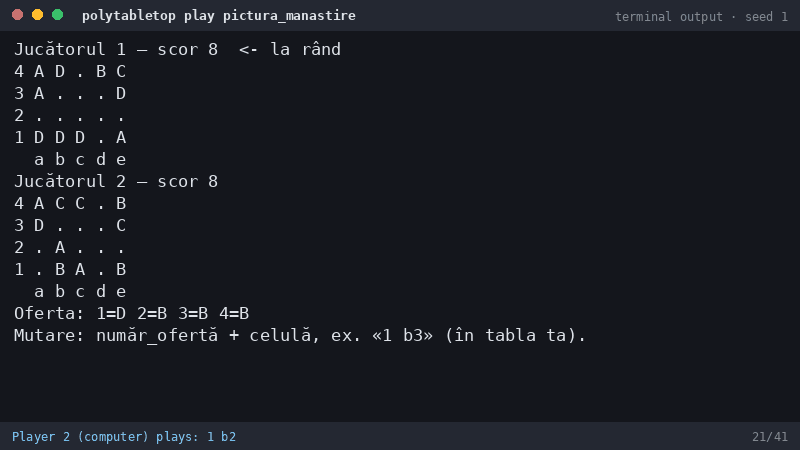 polytabletop play pictura_manastire
terminal output · seed 1
Jucătorul 1 — scor 8  <- la rând
4 A D . B C
3 A . . . D
2 . . . . .
1 D D D . A
  a b c d e
Jucătorul 2 — scor 8
4 A C C . B
3 D . . . C
2 . A . . .
1 . B A . B
  a b c d e
Oferta: 1=D 2=B 3=B 4=B
Mutare: număr_ofertă + celulă, ex. «1 b3» (în tabla ta).
Player 2 (computer) plays: 1 b2
21/41